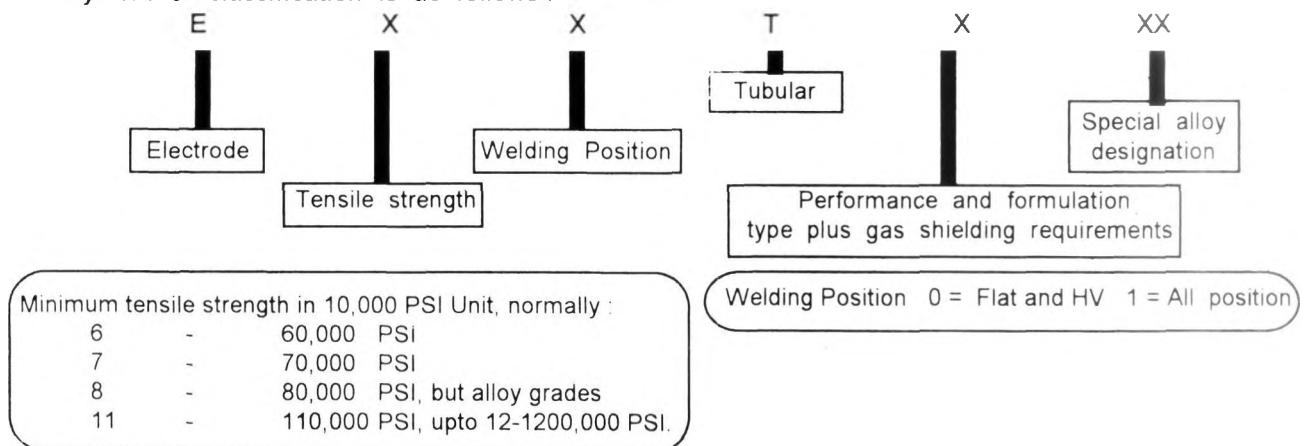 E X X T X XX
Tubular
Special alloy
designation
Electrode
Welding Position
Tensile strength
Performance and formulation
type plus gas shielding requirements
Minimum tensile strength in 10,000 PSI Unit, normally :
6 - 60,000 PSI
7 - 70,000 PSI
8 - 80,000 PSI, but alloy grades
11 - 110,000 PSI, upto 12-1200,000 PSI.
Welding Position 0 = Flat and HV 1 = All position